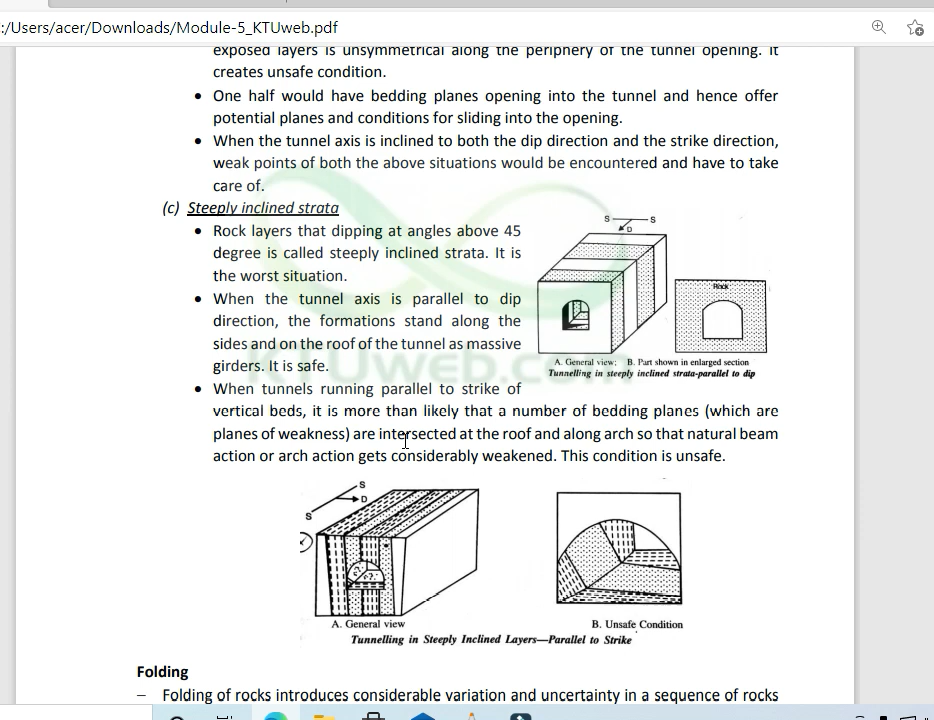 :/Users/acer/Downloads/Module-5_KTUweb.pdf
exposed layers is unsymmetrical along the periphery of the tunnel opening. It
creates unsafe condition.
• One half would have bedding planes opening into the tunnel and hence offer
potential planes and conditions for sliding into the opening.
• When the tunnel axis is inclined to both the dip direction and the strike direction,
weak points of both the above situations would be encountered and have to take
care of.
(c) Steeply inclined strata
• Rock layers that dipping at angles above 45
degree is called steeply inclined strata. It is
the worst situation.
• When the tunnel axis is parallel to dip
direction, the formations stand along the
sides and on the roof of the tunnel as massive
girders. It is safe.
S S
D
Rock
A. General view; B. Part shown in enlarged section
Tunnelling in steeply inclined strata-parallel to dip
• When tunnels running parallel to strike of
vertical beds, it is more than likely that a number of bedding planes (which are
planes of weakness) are intersected at the roof and along arch so that natural beam
action or arch action gets considerably weakened. This condition is unsafe.
KTUweb.com
S
D
S
A. General view B. Unsafe Condition
Tunnelling in Steeply Inclined Layers—Parallel to Strike
Folding
– Folding of rocks introduces considerable variation and uncertainty in a sequence of rocks